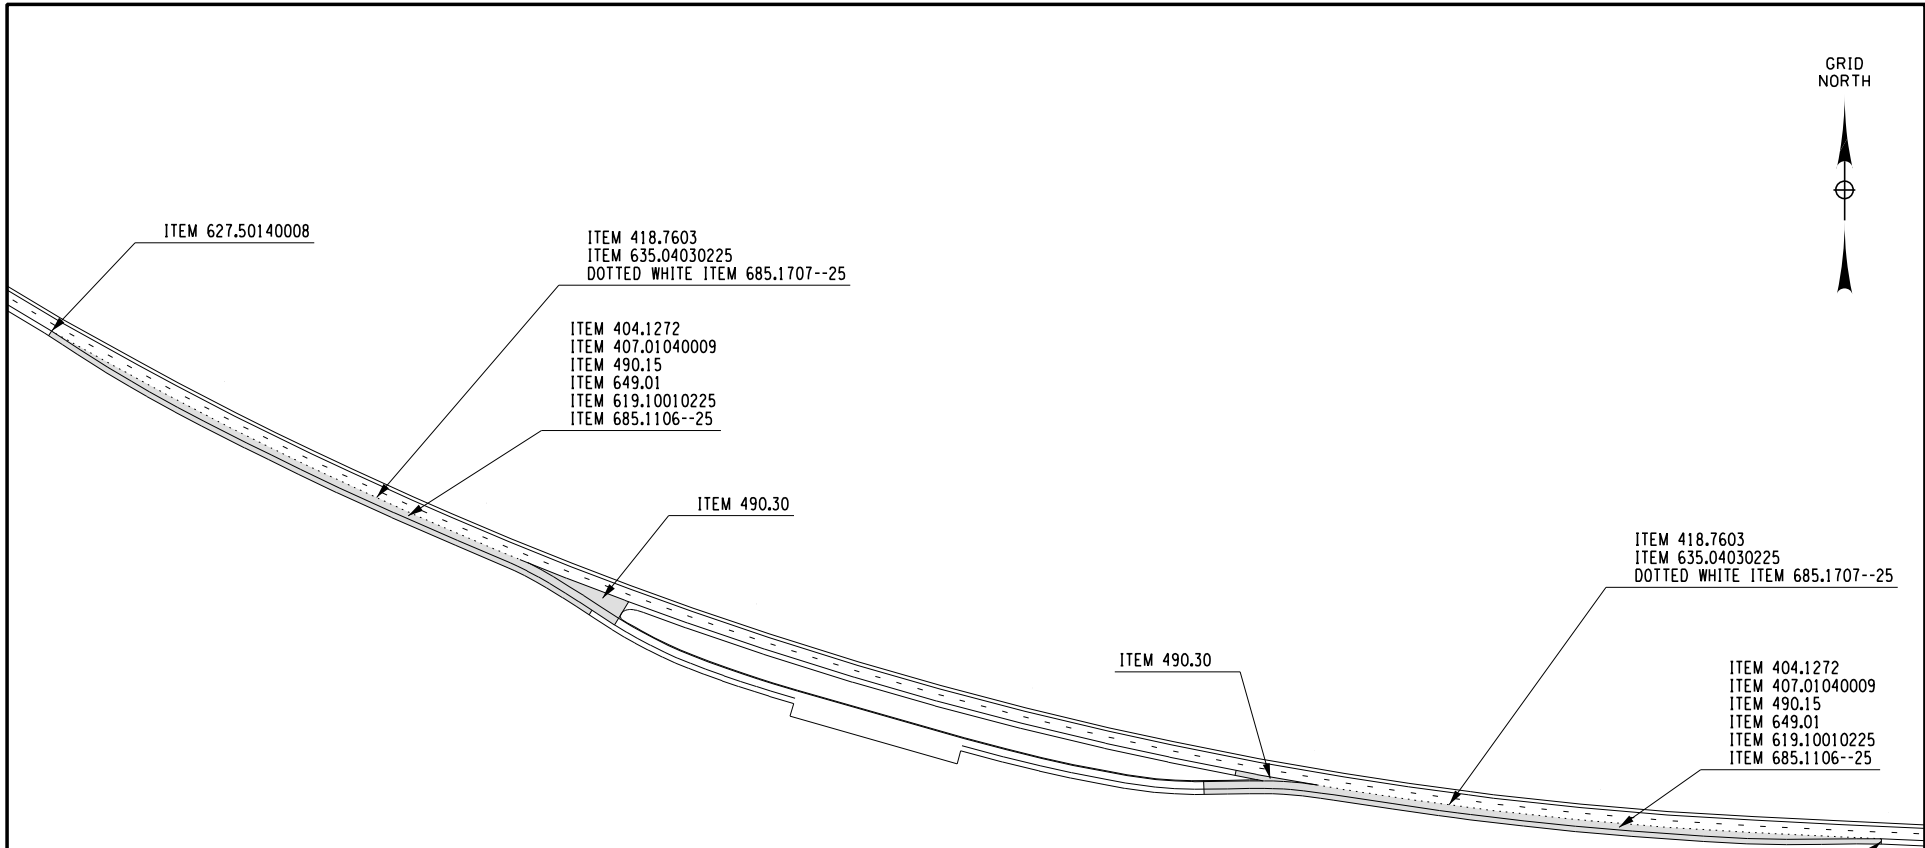 GRID
NORTH
ITEM 627.50140008
ITEM 418.7603
ITEM 635.04030225
DOTTED WHITE ITEM 685.1707--25
ITEM 404.1272
ITEM 407.01040009
ITEM 490.15
ITEM 649.01
ITEM 619.10010225
ITEM 685.1106--25
ITEM 490.30
ITEM 418.7603
ITEM 635.04030225
DOTTED WHITE ITEM 685.1707--25
ITEM 490.30
ITEM 404.1272
ITEM 407.01040009
ITEM 490.15
ITEM 649.01
ITEM 619.10010225
ITEM 685.1106--25